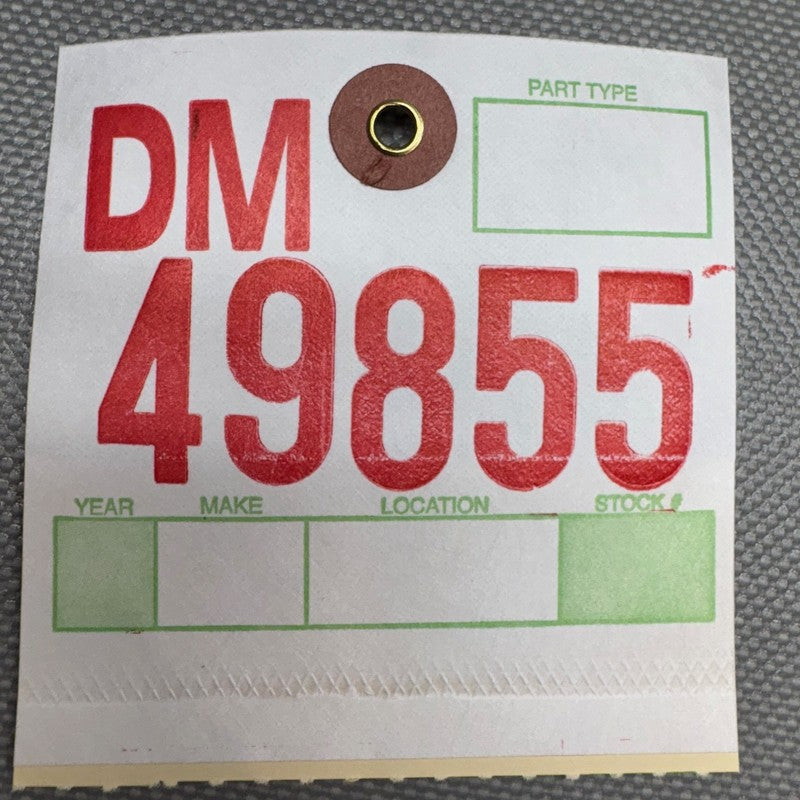 PART TYPE
DM
49855
YEAR MAKE LOCATION STOCK #